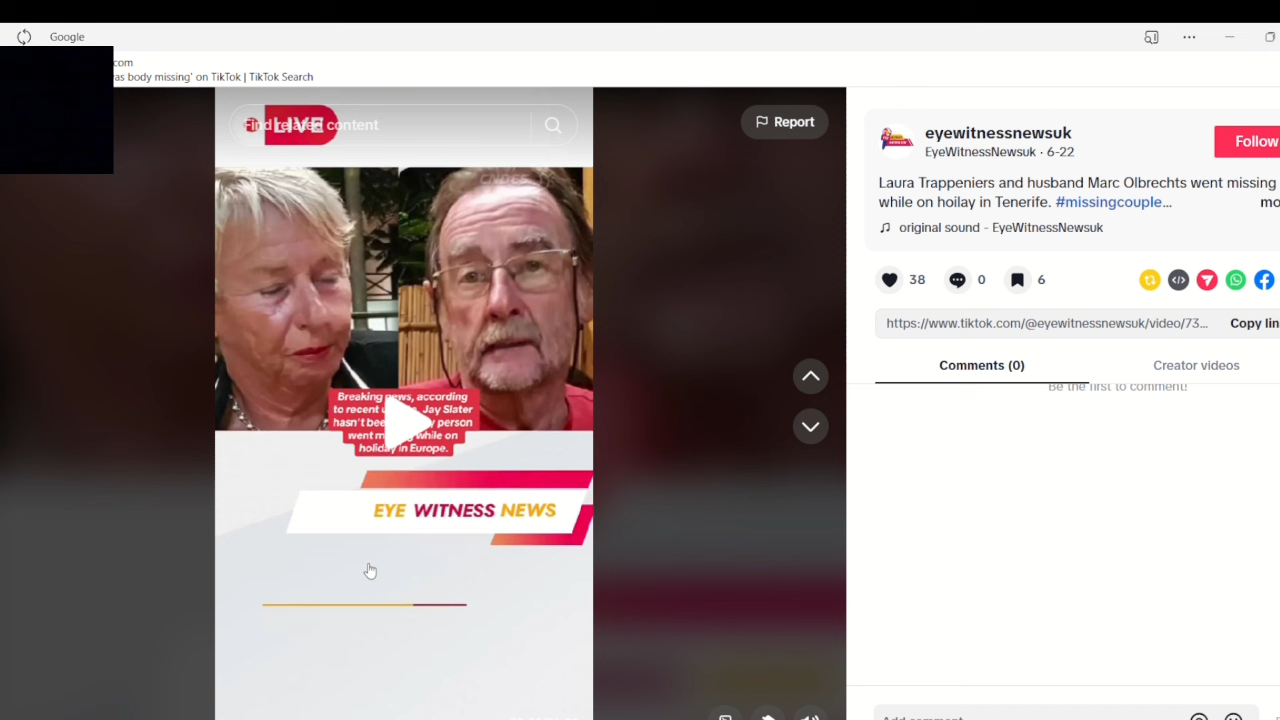 Google
com
as body missing' on TikTok | TikTok Search
LIVE
Find related content
Report
Breaking news, according
to recent
Jay Slater
hasn't
person
went
while on
holiday in Europe.
EYE WITNESS NEWS
eyewitnessnewsuk
EyeWitnessNewsuk · 6-22
Follow
Laura Trappeniers and husband Marc Olbrechts went missing
while on hoilay in Tenerife. #missingcouple...
mo
original sound - EyeWitnessNewsuk
38
0
6
https://www.tiktok.com/@eyewitnessnewsuk/video/73...
Copy lin
Comments (0)
Creator videos
Be the first to comment!
Add comment